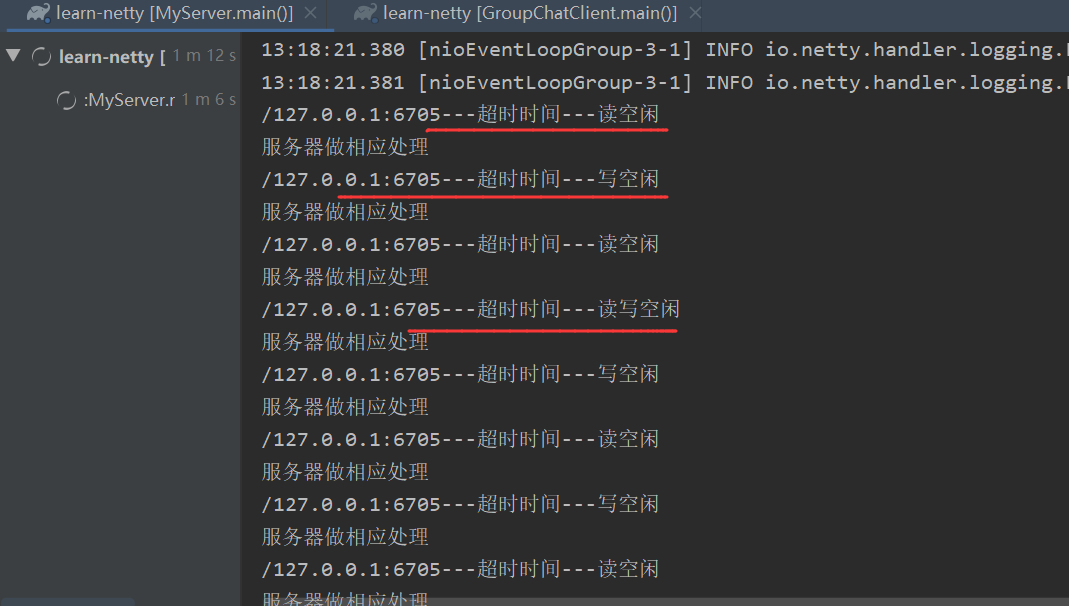 learn-netty [MyServer.main()] × learn-netty [GroupChatClient.main()] ×
learn-netty [ 1 m 12 s
:MyServer.r 1 m 6 s
13:18:21.380 [nioEventLoopGroup-3-1] INFO io.netty.handler.logging.
13:18:21.381 [nioEventLoopGroup-3-1] INFO io.netty.handler.logging.
/127.0.0.1:6705---超时时间---读空闲
服务器做相应处理
/127.0.0.1:6705---超时时间---写空闲
服务器做相应处理
/127.0.0.1:6705---超时时间---读空闲
服务器做相应处理
/127.0.0.1:6705---超时时间---读写空闲
服务器做相应处理
/127.0.0.1:6705---超时时间---写空闲
服务器做相应处理
/127.0.0.1:6705---超时时间---读空闲
服务器做相应处理
/127.0.0.1:6705---超时时间---写空闲
服务器做相应处理
/127.0.0.1:6705---超时时间---读空闲
服务器做相应处理